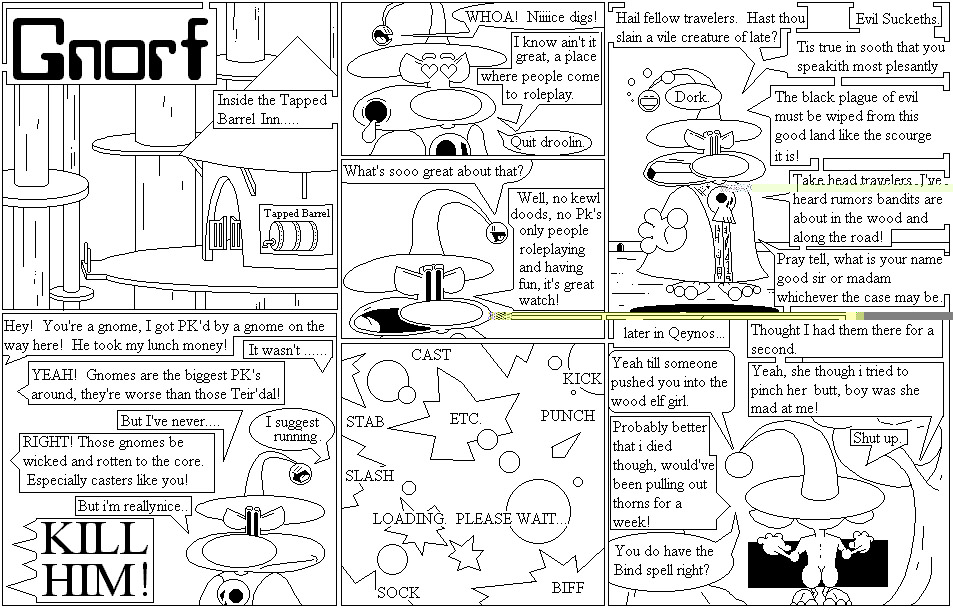 Gnorf
Inside the Tapped
Barrel Inn.....
Tapped Barrel
WHOA!  Niiiice digs!
I know ain't it
great, a place
where people come
to roleplay.
Quit droolin.
What's sooo great about that?
Well, no kewl
doods, no Pk's
only people
roleplaying
and having
fun, it's great
watch!
Hail fellow travelers.  Hast thou
slain a vile creature of late?
Evil Sucketh.
Tis true in sooth that you
speakith most plesantly
Dork.
The black plague of evil
must be wiped from this
good land like the scourge
it is!
Take head travelers, I've
heard rumors bandits are
about in the wood and
along the road!
Pray tell, what is your name
good sir or madam
whichever the case may be.
Hey!  You're a gnome, I got PK'd by a gnome on the
way here!  He took my lunch money!
It wasn't ......
YEAH!  Gnomes are the biggest PK's
around, they're worse than those Teir'dal!
But I've never....
I suggest
running.
RIGHT! Those gnomes be
wicked and rotten to the core.
Especially casters like you!
But i'm reallynice..
KILL
HIM!
CAST
KICK
STAB
ETC.
PUNCH
SLASH
LOADING.  PLEASE WAIT...
SOCK
BIFF
later in Qeynos...
Thought I had them there for a
second.
Yeah till someone
pushed you into the
wood elf girl.
Yeah, she though i tried to
pinch her  butt, boy was she
mad at me!
Probably better
that i died
though, would've
been pulling out
thorns for a
week!
Shut up.
You do have the
Bind spell right?